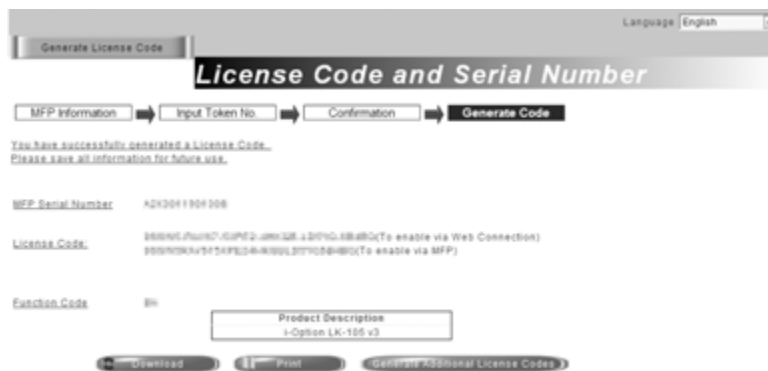 Language English
Generate License Code
License Code and Serial Number
MFP Information Input Token No. Confirmation Generate Code
You have successfully generated a License Code.
Please save all information for future use.
MFP Serial Number
License Code: (To enable via Web Connection)
(To enable via MFP)
Function Code
Product Description
i-Option LK-105 v3
Download Print Generate Additional License Codes